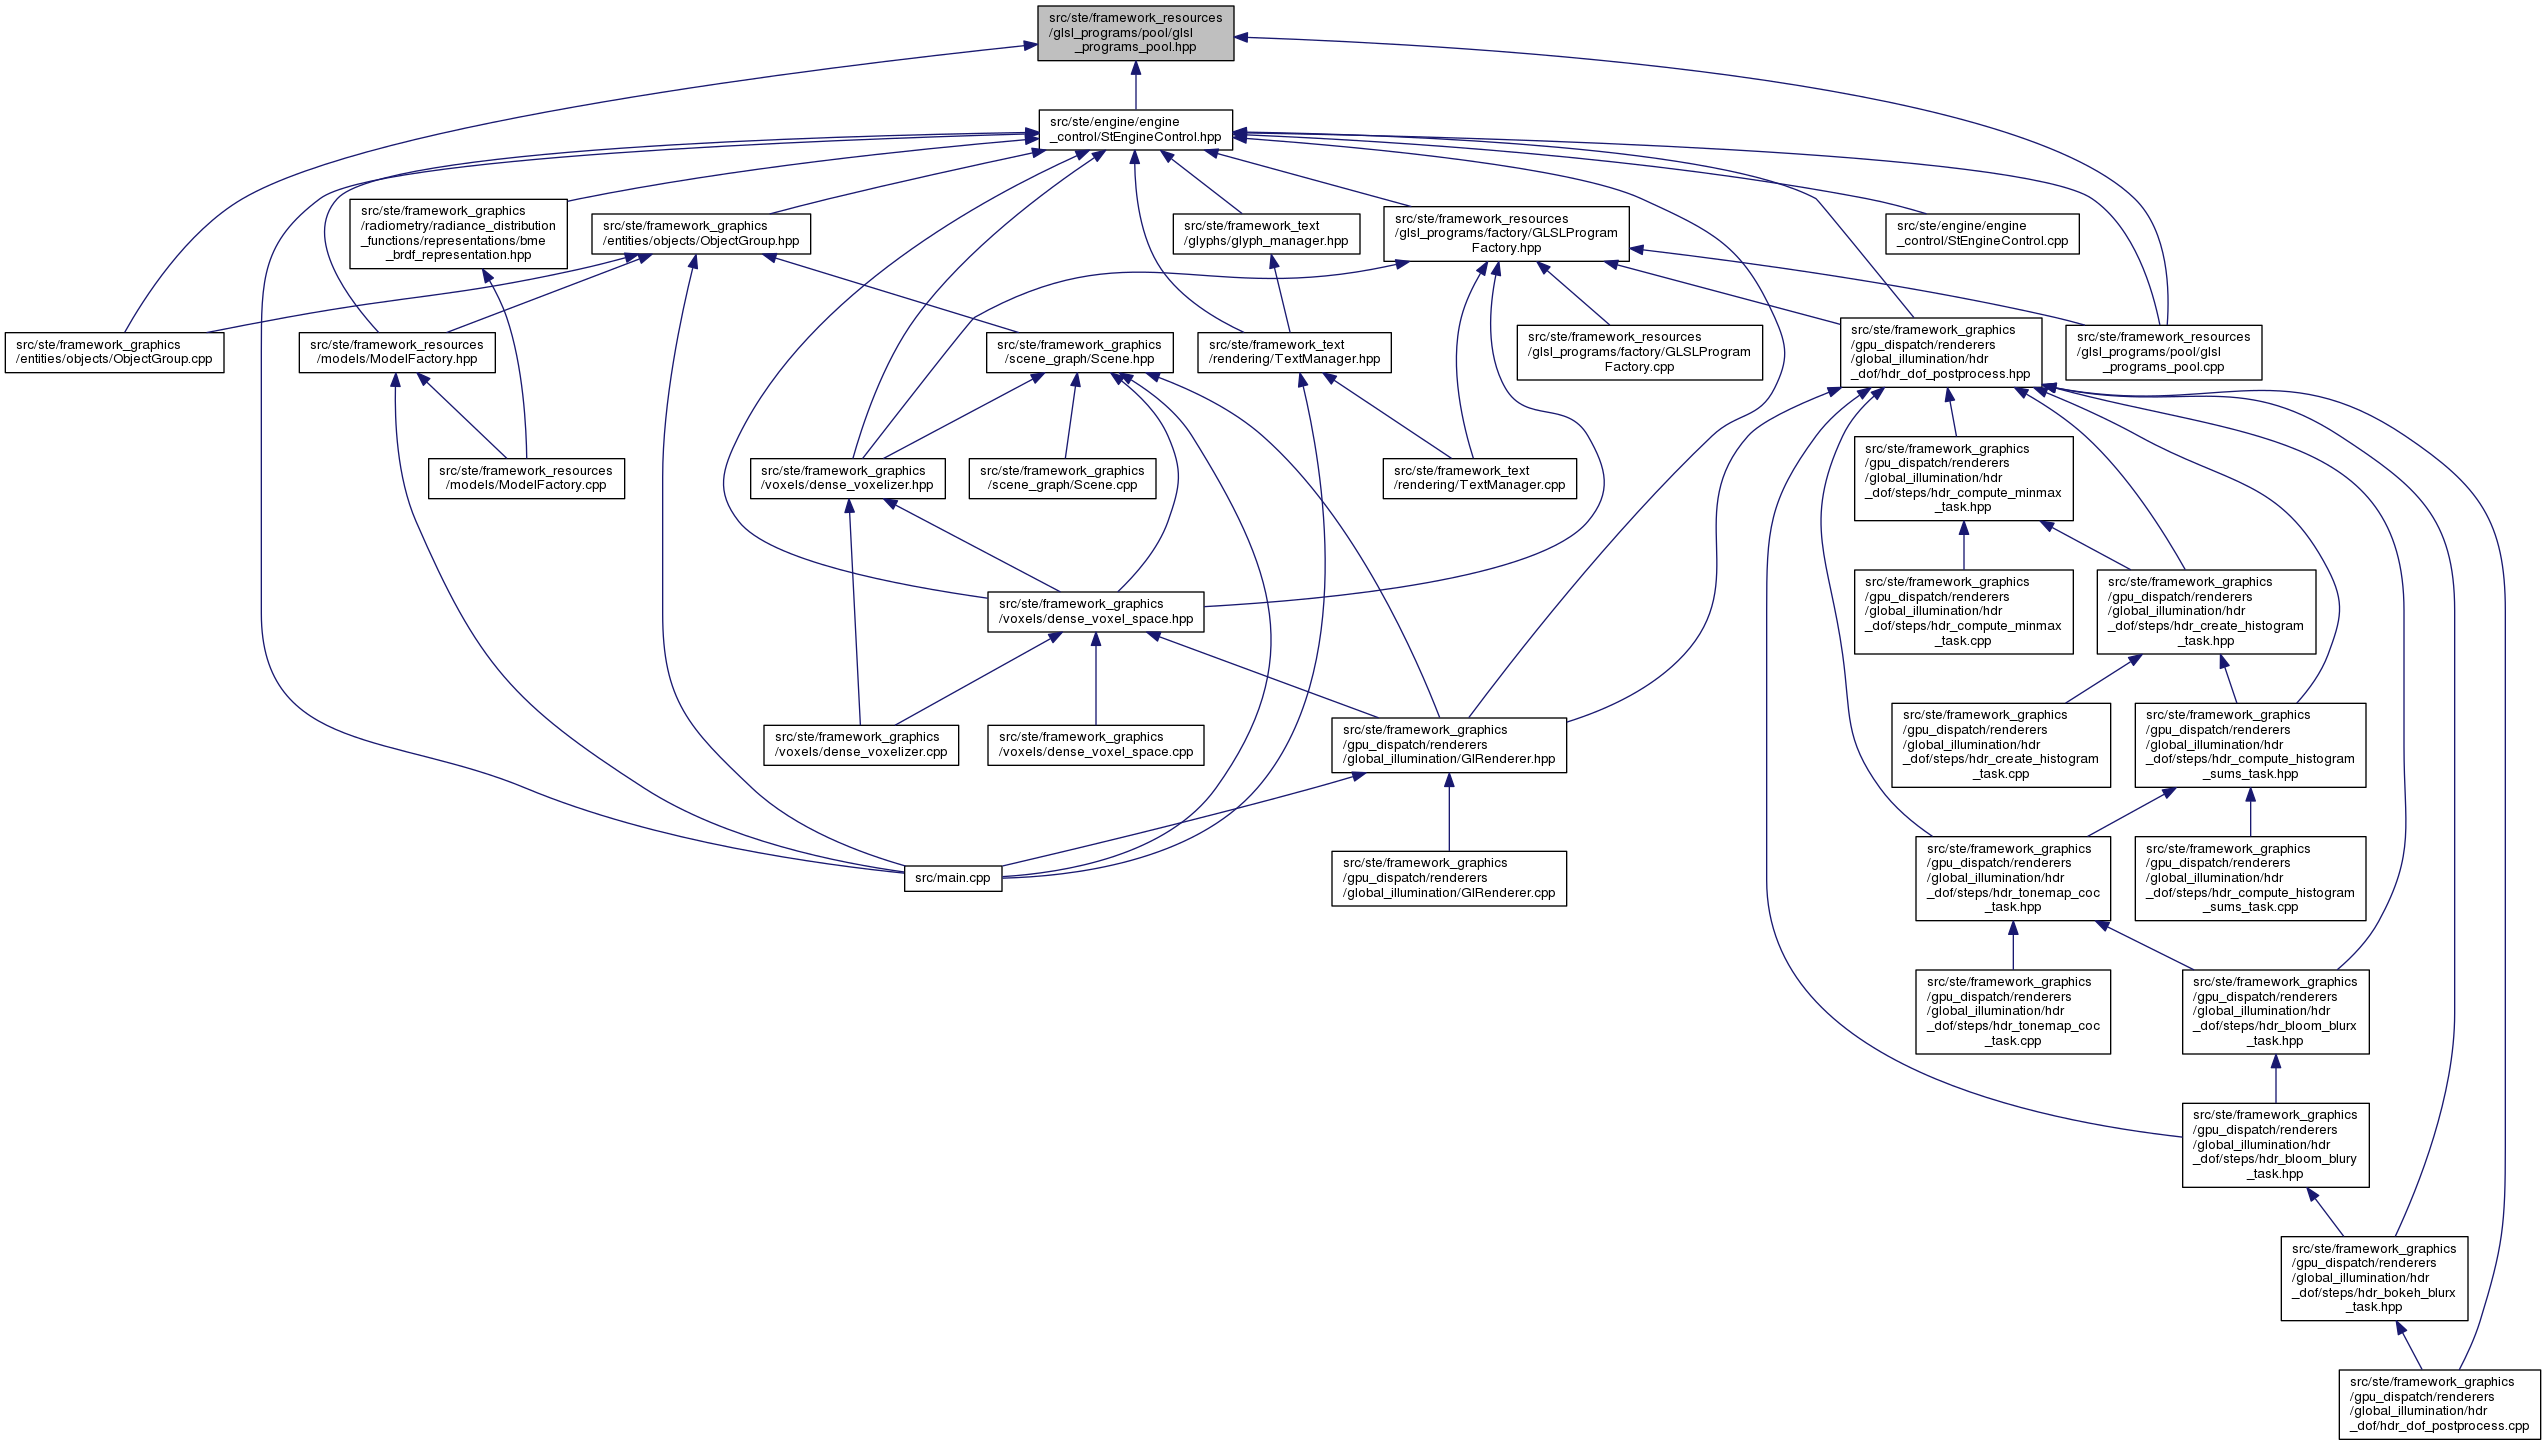 src/ste/framework_resources
/glsl_programs/pool/glsl
_programs_pool.hpp
src/ste/engine/engine
_control/StEngineControl.hpp
src/ste/framework_graphics
/radiometry/radiance_distribution
_functions/representations/bme
_brdf_representation.hpp
src/ste/framework_graphics
/entities/objects/ObjectGroup.hpp
src/ste/framework_text
/glyphs/glyph_manager.hpp
src/ste/framework_resources
/glsl_programs/factory/GLSLProgram
Factory.hpp
src/ste/engine/engine
_control/StEngineControl.cpp
src/ste/framework_graphics
/entities/objects/ObjectGroup.cpp
src/ste/framework_resources
/models/ModelFactory.hpp
src/ste/framework_graphics
/scene_graph/Scene.hpp
src/ste/framework_text
/rendering/TextManager.hpp
src/ste/framework_resources
/glsl_programs/factory/GLSLProgram
Factory.cpp
src/ste/framework_graphics
/gpu_dispatch/renderers
/global_illumination/hdr
_dof/hdr_dof_postprocess.hpp
src/ste/framework_resources
/glsl_programs/pool/glsl
_programs_pool.cpp
src/ste/framework_resources
/models/ModelFactory.cpp
src/ste/framework_graphics
/voxels/dense_voxelizer.hpp
src/ste/framework_graphics
/scene_graph/Scene.cpp
src/ste/framework_text
/rendering/TextManager.cpp
src/ste/framework_graphics
/gpu_dispatch/renderers
/global_illumination/hdr
_dof/steps/hdr_compute_minmax
_task.hpp
src/ste/framework_graphics
/voxels/dense_voxel_space.hpp
src/ste/framework_graphics
/gpu_dispatch/renderers
/global_illumination/hdr
_dof/steps/hdr_compute_minmax
_task.cpp
src/ste/framework_graphics
/gpu_dispatch/renderers
/global_illumination/hdr
_dof/steps/hdr_create_histogram
_task.hpp
src/ste/framework_graphics
/voxels/dense_voxelizer.cpp
src/ste/framework_graphics
/voxels/dense_voxel_space.cpp
src/ste/framework_graphics
/gpu_dispatch/renderers
/global_illumination/GIRenderer.hpp
src/ste/framework_graphics
/gpu_dispatch/renderers
/global_illumination/hdr
_dof/steps/hdr_create_histogram
_task.cpp
src/ste/framework_graphics
/gpu_dispatch/renderers
/global_illumination/hdr
_dof/steps/hdr_compute_histogram
_sums_task.hpp
src/main.cpp
src/ste/framework_graphics
/gpu_dispatch/renderers
/global_illumination/GIRenderer.cpp
src/ste/framework_graphics
/gpu_dispatch/renderers
/global_illumination/hdr
_dof/steps/hdr_tonemap_coc
_task.hpp
src/ste/framework_graphics
/gpu_dispatch/renderers
/global_illumination/hdr
_dof/steps/hdr_compute_histogram
_sums_task.cpp
src/ste/framework_graphics
/gpu_dispatch/renderers
/global_illumination/hdr
_dof/steps/hdr_tonemap_coc
_task.cpp
src/ste/framework_graphics
/gpu_dispatch/renderers
/global_illumination/hdr
_dof/steps/hdr_bloom_blurx
_task.hpp
src/ste/framework_graphics
/gpu_dispatch/renderers
/global_illumination/hdr
_dof/steps/hdr_bloom_blury
_task.hpp
src/ste/framework_graphics
/gpu_dispatch/renderers
/global_illumination/hdr
_dof/steps/hdr_bokeh_blurx
_task.hpp
src/ste/framework_graphics
/gpu_dispatch/renderers
/global_illumination/hdr
_dof/hdr_dof_postprocess.cpp